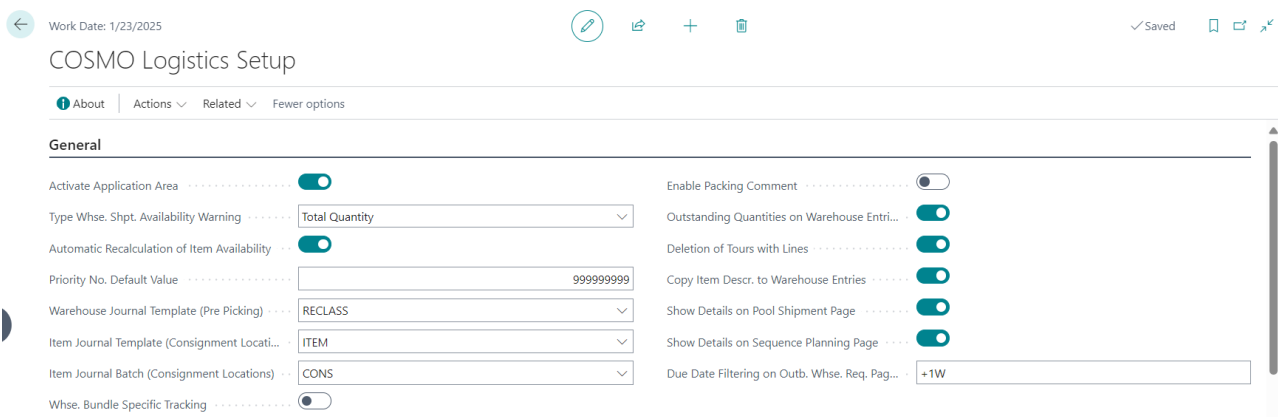 Work Date: 1/23/2025
Saved
COSMO Logistics Setup
About
Actions
Related
Fewer options
General
Activate Application Area
Type Whse. Shpt. Availability Warning
Total Quantity
Automatic Recalculation of Item Availability
Priority No. Default Value
999999999
Warehouse Journal Template (Pre Picking)
RECLASS
Item Journal Template (Consignment Locati...
ITEM
Item Journal Batch (Consignment Locations)
CONS
Whse. Bundle Specific Tracking
Enable Packing Comment
Outstanding Quantities on Warehouse Entri...
Deletion of Tours with Lines
Copy Item Descr. to Warehouse Entries
Show Details on Pool Shipment Page
Show Details on Sequence Planning Page
Due Date Filtering on Outb. Whse. Req. Pag...
+1W